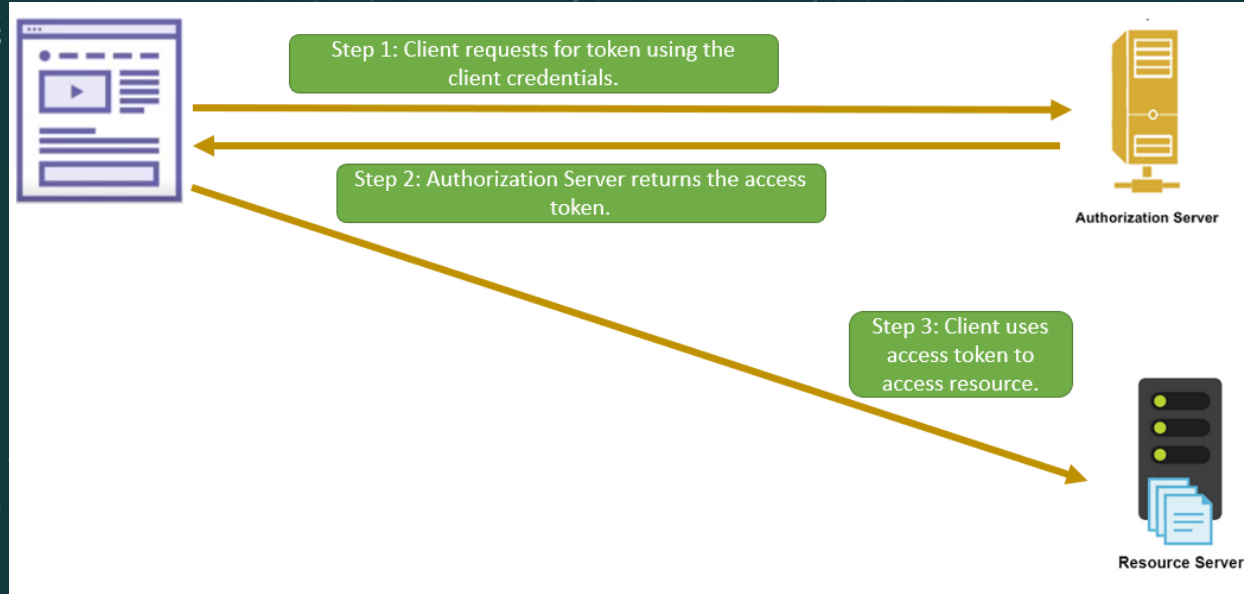 Step 1: Client requests for token using the
client credentials.
Step 2: Authorization Server returns the access
token.
Authorization Server
Step 3: Client uses
access token to
access resource.
Resource Server